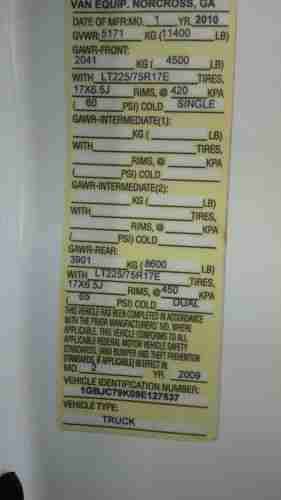 VAN EQUIP. NORCROSS, GA
DATE OF MFR:MO. 1 YR. 2010
GVWR: 5171 KG (11400 LB)
GAWR-FRONT:
2041 KG ( 4500 LB)
WITH LT225/75R17E TIRES,
17X6.5J RIMS, @ 420 KPA
( 60 PSI) COLD SINGLE
GAWR-INTERMEDIATE(1):
KG ( LB)
WITH TIRES,
RIMS, @ KPA
( PSI) COLD
GAWR-INTERMEDIATE(2):
KG ( LB)
WITH TIRES,
RIMS, @ KPA
( PSI) COLD
GAWR-REAR:
3901 KG ( 8600 LB)
WITH LT225/75R17E TIRES,
17X6.5J RIMS, @ 450 KPA
( 65 PSI) COLD DUAL
THIS VEHICLE HAS BEEN COMPLETED IN ACCORDANCE
WITH THE PRIOR MANUFACTURERS' IVD, WHERE
APPLICABLE. THIS VEHICLE CONFORMS TO ALL
APPLICABLE FEDERAL MOTOR VEHICLE SAFETY
STANDARDS, [AND BUMPER AND THEFT PREVENTION
STANDARDS, IF APPLICABLE] IN EFFECT IN
MO. 2 YR. 2009
VEHICLE IDENTIFICATION NUMBER:
1GBJC79K09E127537
VEHICLE TYPE:
TRUCK